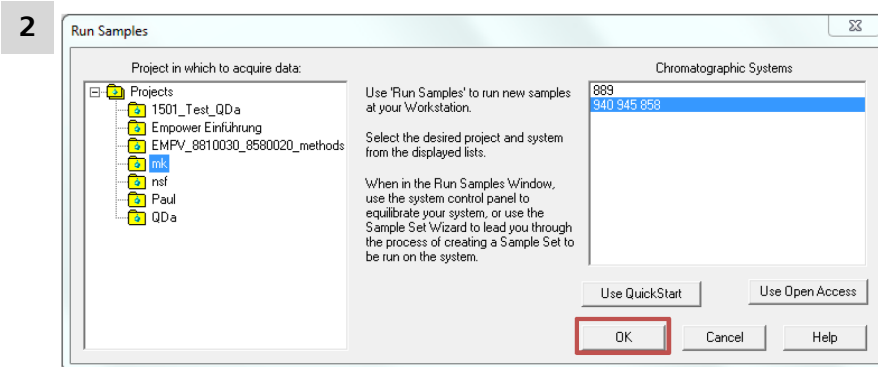 2
Run Samples
Project in which to acquire data:
Projects
1501_Test_QDa
Empower Einführung
EMPV_8810030_8580020_methods
mk
nsf
Paul
QDa
Use 'Run Samples' to run new samples
at your Workstation.
Select the desired project and system
from the displayed lists.
When in the Run Samples Window,
use the system control panel to
equilibrate your system, or use the
Sample Set Wizard to lead you through
the process of creating a Sample Set to
be run on the system.
Chromatographic Systems
889
940 945 858
Use QuickStart
Use Open Access
OK
Cancel
Help